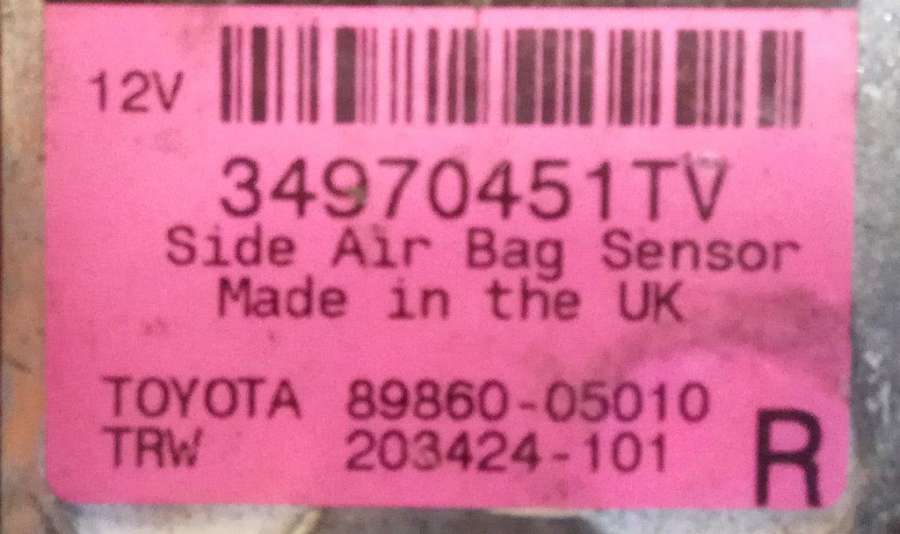 12V
34970451TV
Side Air Bag Sensor
Made in the UK
TOYOTA 89860-05010
TRW 203424-101
R